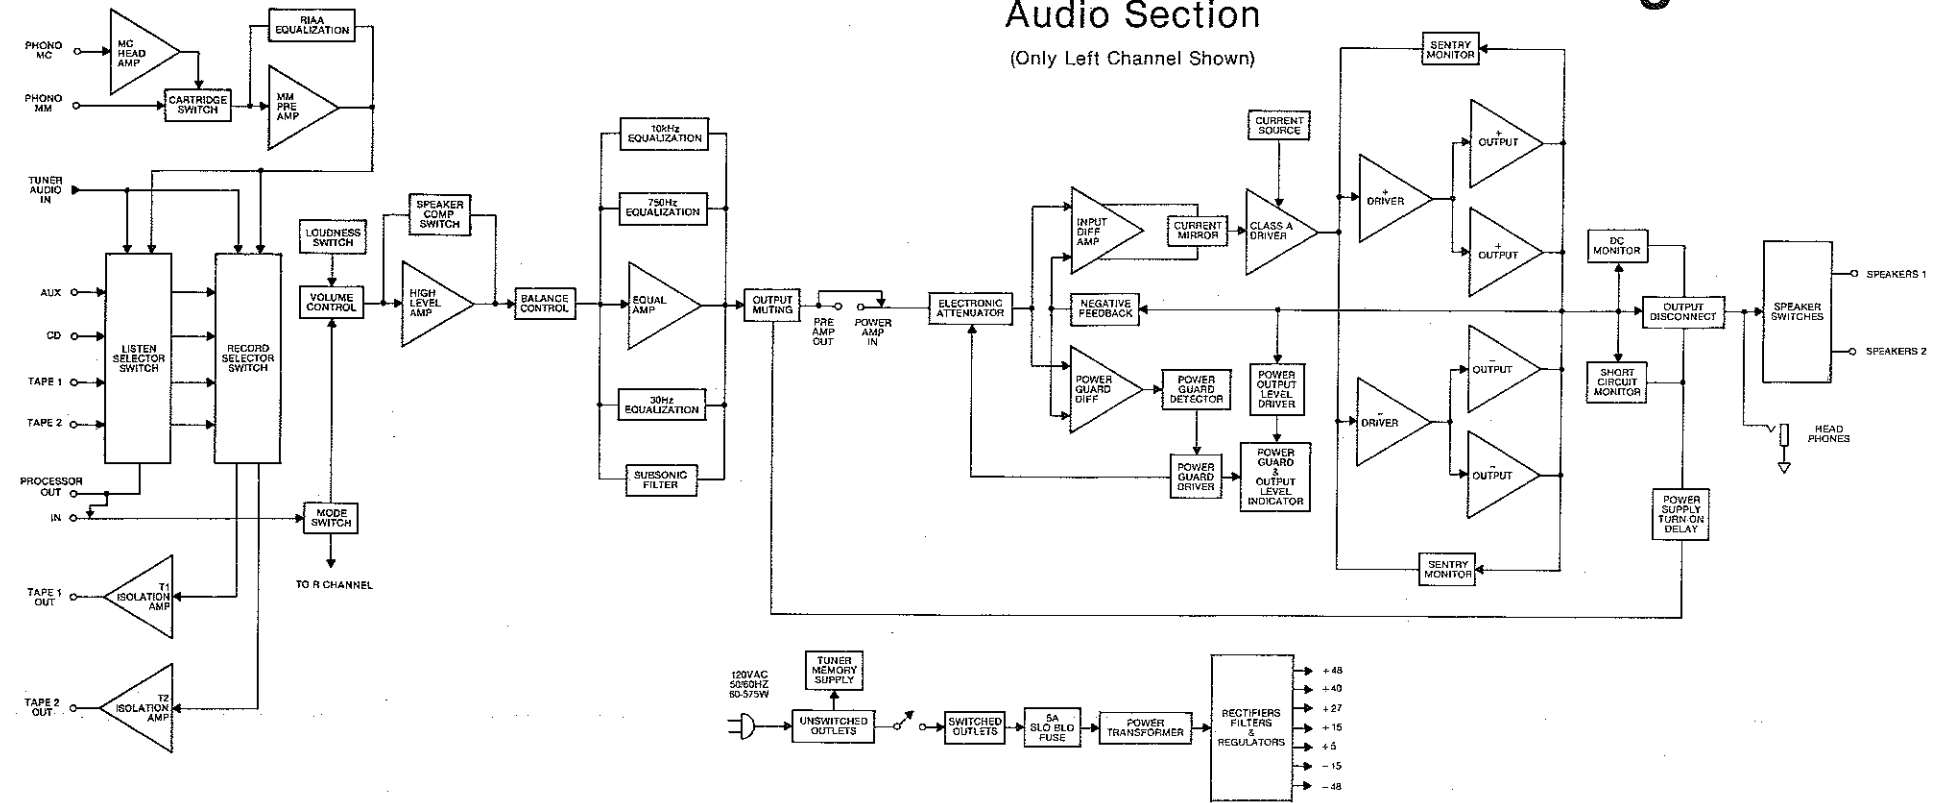 Audio Section
(Only Left Channel Shown)
PHONO
MC
MC
HEAD
AMP
RIAA
EQUALIZATION
PHONO
MM
CARTRIDGE
SWITCH
MM
PRE
AMP
TUNER
AUDIO
IN
AUX
CD
TAPE 1
TAPE 2
LISTEN
SELECTOR
SWITCH
RECORD
SELECTOR
SWITCH
PROCESSOR
OUT
IN
TAPE 1
OUT
T1
ISOLATION
AMP
TAPE 2
OUT
T2
ISOLATION
AMP
LOUDNESS
SWITCH
VOLUME
CONTROL
MODE
SWITCH
TO R CHANNEL
SPEAKER
COMP
SWITCH
HIGH
LEVEL
AMP
BALANCE
CONTROL
10kHz
EQUALIZATION
750Hz
EQUALIZATION
EQUAL
AMP
30Hz
EQUALIZATION
SUBSONIC
FILTER
OUTPUT
MUTING
PRE
AMP
OUT
POWER
AMP
IN
ELECTRONIC
ATTENUATOR
INPUT
DIFF
AMP
CURRENT
MIRROR
CURRENT
SOURCE
CLASS A
DRIVER
NEGATIVE
FEEDBACK
POWER
GUARD
DIFF
POWER
GUARD
DETECTOR
POWER
GUARD
DRIVER
POWER
OUTPUT
LEVEL
DRIVER
POWER
GUARD
&
OUTPUT
LEVEL
INDICATOR
SENTRY
MONITOR
+
DRIVER
+
OUTPUT
+
OUTPUT
−
DRIVER
−
OUTPUT
−
OUTPUT
SENTRY
MONITOR
DC
MONITOR
OUTPUT
DISCONNECT
SHORT
CIRCUIT
MONITOR
POWER
SUPPLY
TURN-ON
DELAY
SPEAKER
SWITCHES
SPEAKERS 1
SPEAKERS 2
HEAD
PHONES
120VAC
50/60HZ
60-575W
TUNER
MEMORY
SUPPLY
UNSWITCHED
OUTLETS
SWITCHED
OUTLETS
5A
SLO BLO
FUSE
POWER
TRANSFORMER
RECTIFIERS
FILTERS
&
REGULATORS
+48
+40
+27
+15
+5
−15
−48